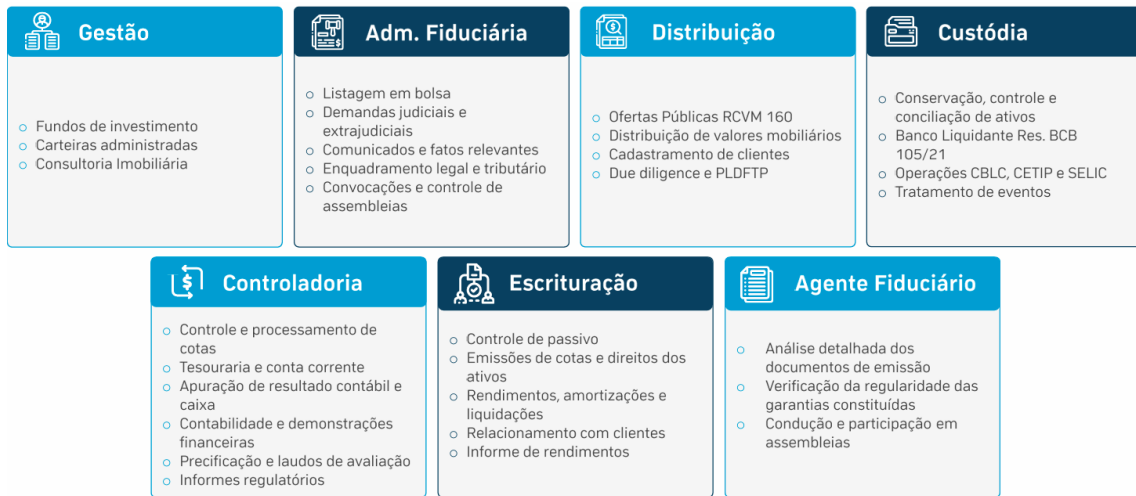 Gestão
Fundos de investimento
Carteiras administradas
Consultoria Imobiliária
Adm. Fiduciária
Listagem em bolsa
Demandas judiciais e
extrajudiciais
Comunicados e fatos relevantes
Enquadramento legal e tributário
Convocações e controle de
assembleias
Distribuição
Ofertas Públicas RCVM 160
Distribuição de valores mobiliários
Cadastramento de clientes
Due diligence e PLDFTP
Custódia
Conservação, controle e
conciliação de ativos
Banco Liquidante Res. BCB
105/21
Operações CBLC, CETIP e SELIC
Tratamento de eventos
Controladoria
Controle e processamento de
cotas
Tesouraria e conta corrente
Apuração de resultado contábil e
caixa
Contabilidade e demonstrações
financeiras
Precificação e laudos de avaliação
Informes regulatórios
Escrituração
Controle de passivo
Emissões de cotas e direitos dos
ativos
Rendimentos, amortizações e
liquidações
Relacionamento com clientes
Informe de rendimentos
Agente Fiduciário
Análise detalhada dos
documentos de emissão
Verificação da regularidade das
garantias constituídas
Condução e participação em
assembleias